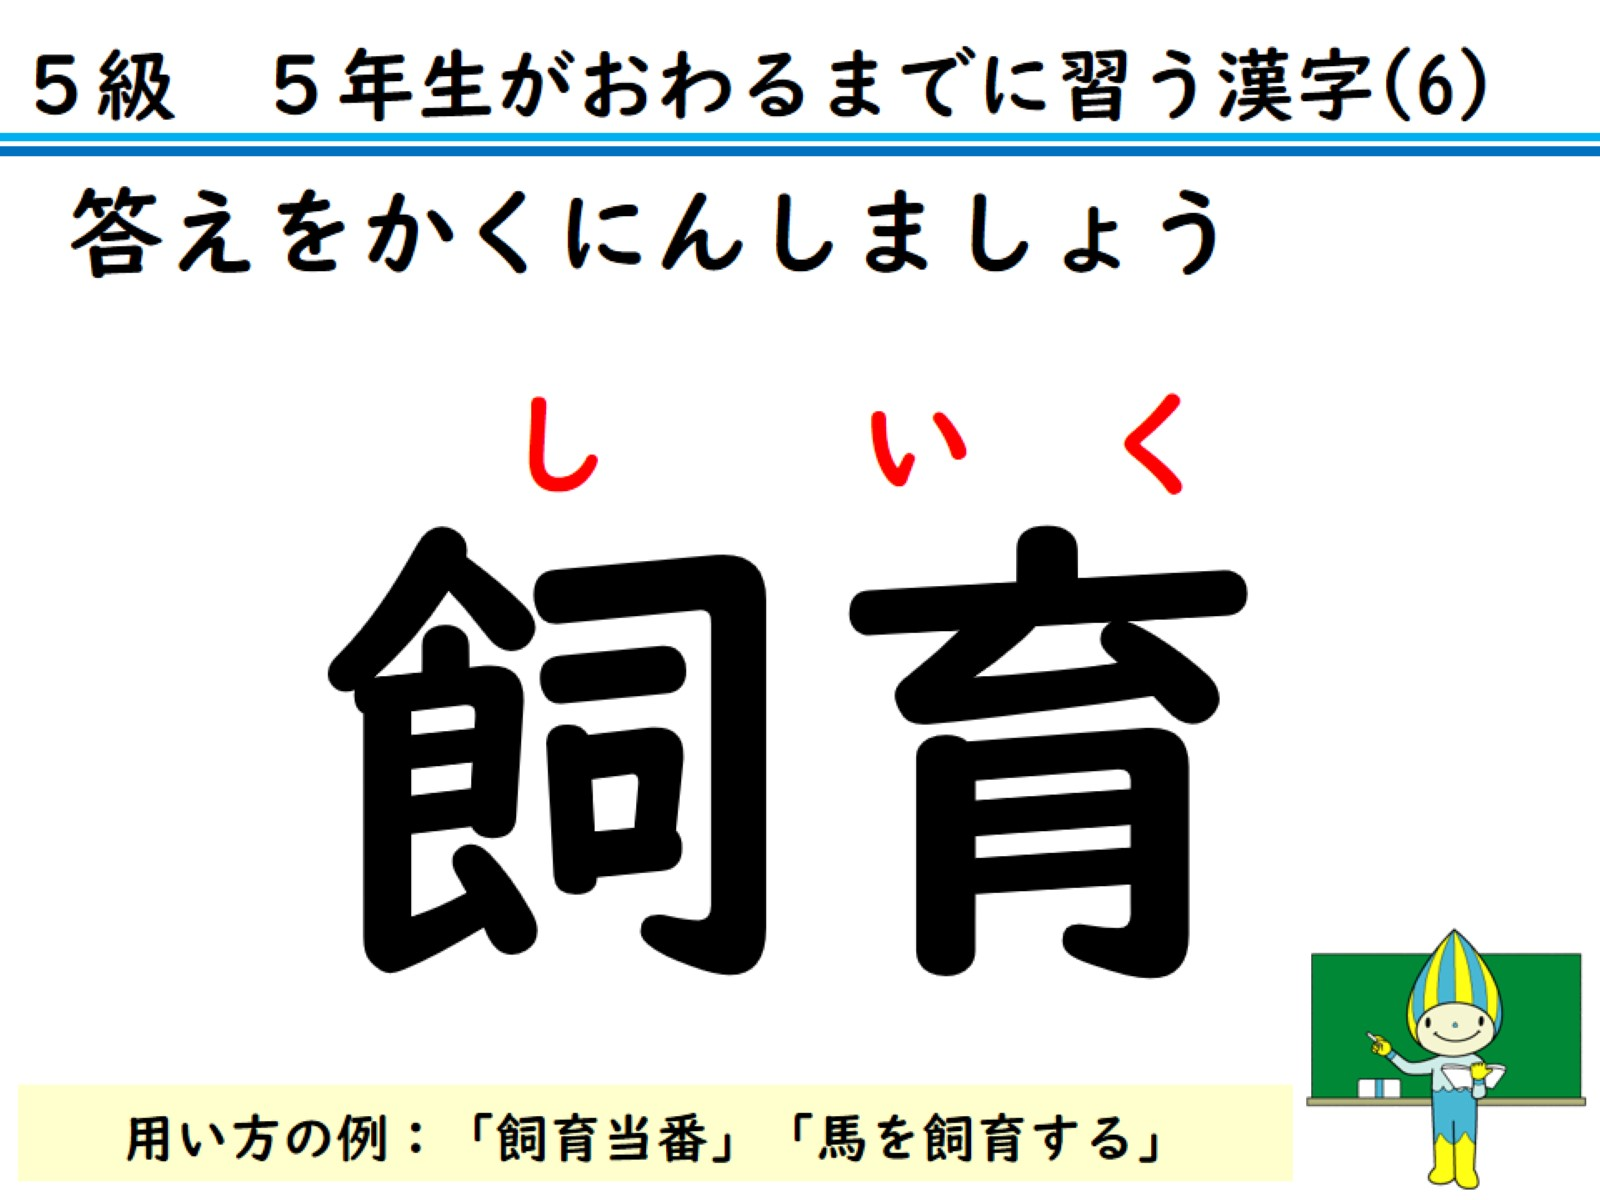 ５級　５年生がおわるまでに習う漢字(6)
答えをかくにんしましょう
し　いく
飼育
用い方の例：「飼育当番」「馬を飼育する」